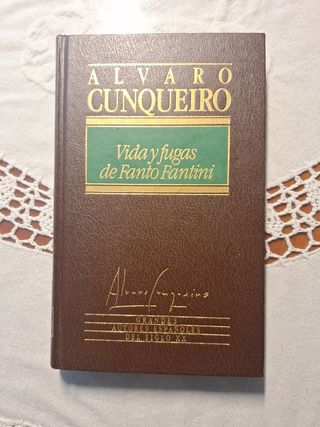 ALVARO
CUNQUEIRO
Vida y fugas
de Fanto Fantini
Alvaro Cunqueiro
GRANDES
AUTORES ESPAÑOLES
DEL SIGLO XX